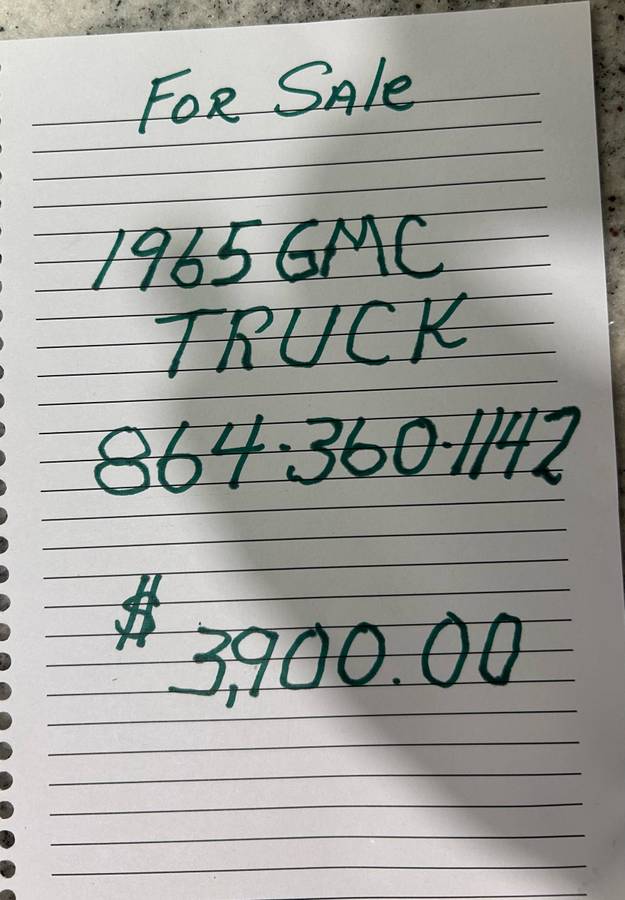 For Sale
1965 GMC
TRUCK
864.360.1142
$3,900.00